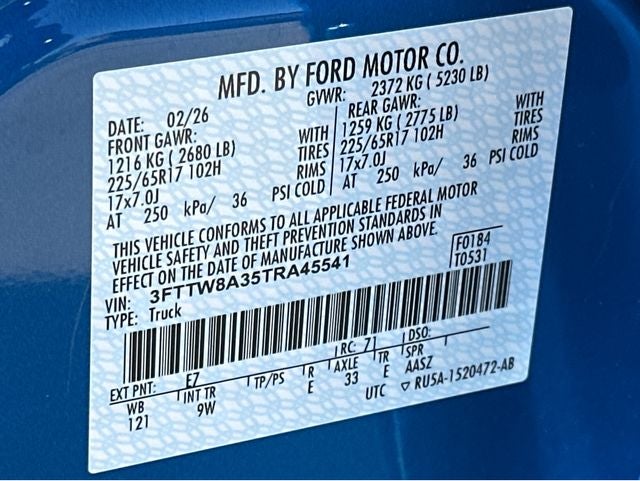 MFD. BY FORD MOTOR CO.
DATE: 02/26 GVWR: 2372 KG ( 5230 LB)
FRONT GAWR: REAR GAWR:
1216 KG ( 2680 LB) WITH 1259 KG ( 2775 LB) WITH
225/65R17 102H TIRES 225/65R17 102H TIRES
17x7.0J RIMS 17x7.0J RIMS
AT 250 kPa/ 36 PSI COLD AT 250 kPa/ 36 PSI COLD
THIS VEHICLE CONFORMS TO ALL APPLICABLE FEDERAL MOTOR
VEHICLE SAFETY AND THEFT PREVENTION STANDARDS IN
EFFECT ON THE DATE OF MANUFACTURE SHOWN ABOVE.
VIN: 3FTTW8A35TRA45541 F0184
TYPE: Truck T0531
EXT PNT: E7 RC: 71 DSO:
WB INT TR TP/PS R AXLE TR SPR
121 9W E 33 E AASZ
UTC ▽ RU5A-1520472-AB